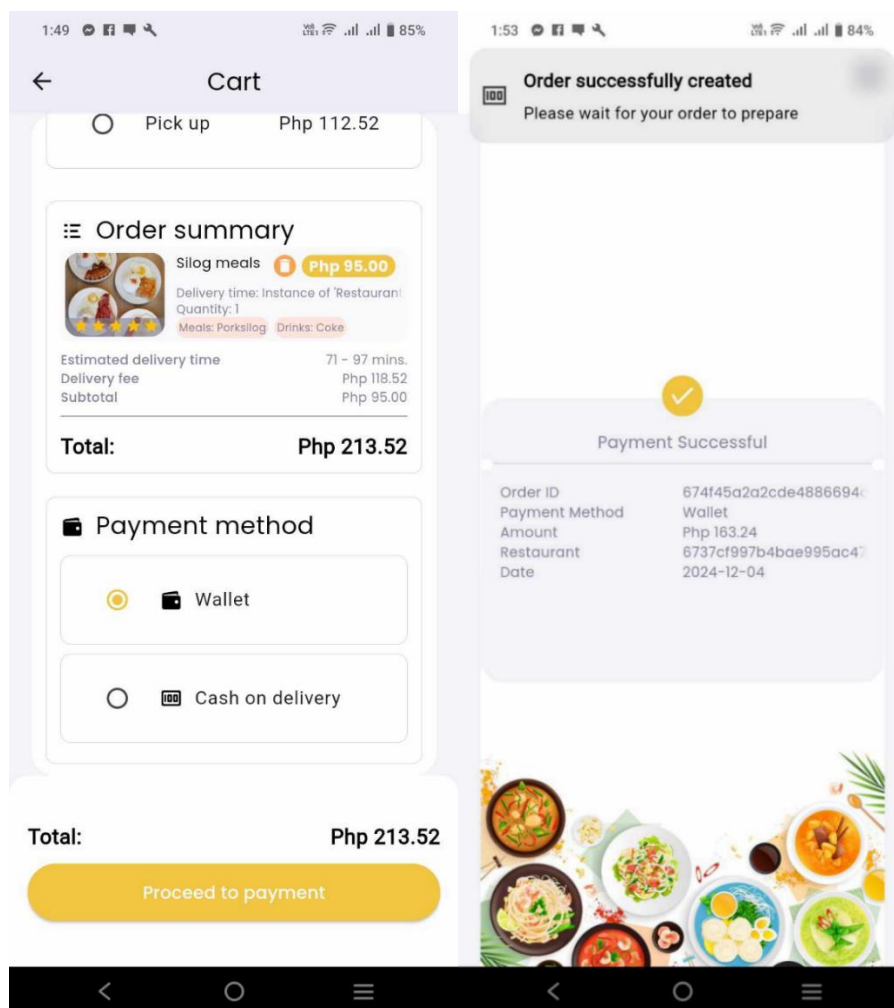 1:49
85%
Cart
Pick up Php 112.52
Order summary
Silog meals Php 95.00
Delivery time: Instance of 'Restaurant
Quantity: 1
Meals: Porksilog Drinks: Coke
Estimated delivery time 71 - 97 mins.
Delivery fee Php 118.52
Subtotal Php 95.00
Total: Php 213.52
Payment method
Wallet
Cash on delivery
Total: Php 213.52
Proceed to payment
1:53
84%
Order successfully created
Please wait for your order to prepare
Payment Successful
Order ID 674f45a2a2cde4886694c
Payment Method Wallet
Amount Php 163.24
Restaurant 6737cf997b4bae995ac47
Date 2024-12-04